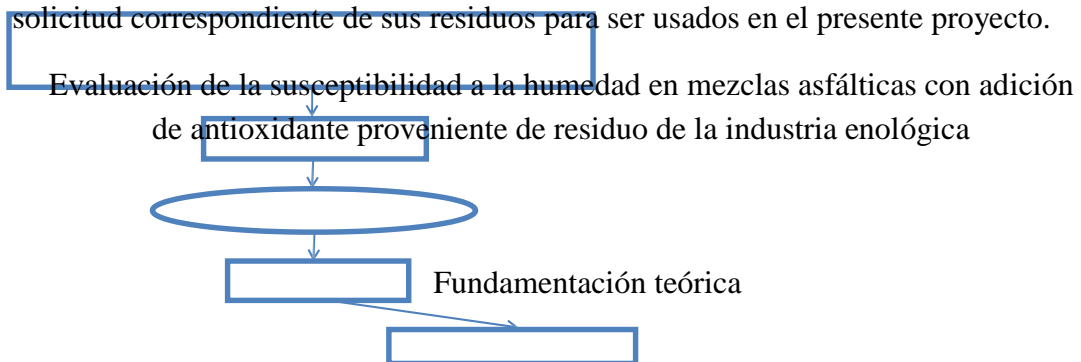 solicitud correspondiente de sus residuos para ser usados en el presente proyecto.
Evaluación de la susceptibilidad a la humedad en mezclas asfálticas con adición
de antioxidante proveniente de residuo de la industria enológica
Fundamentación teórica